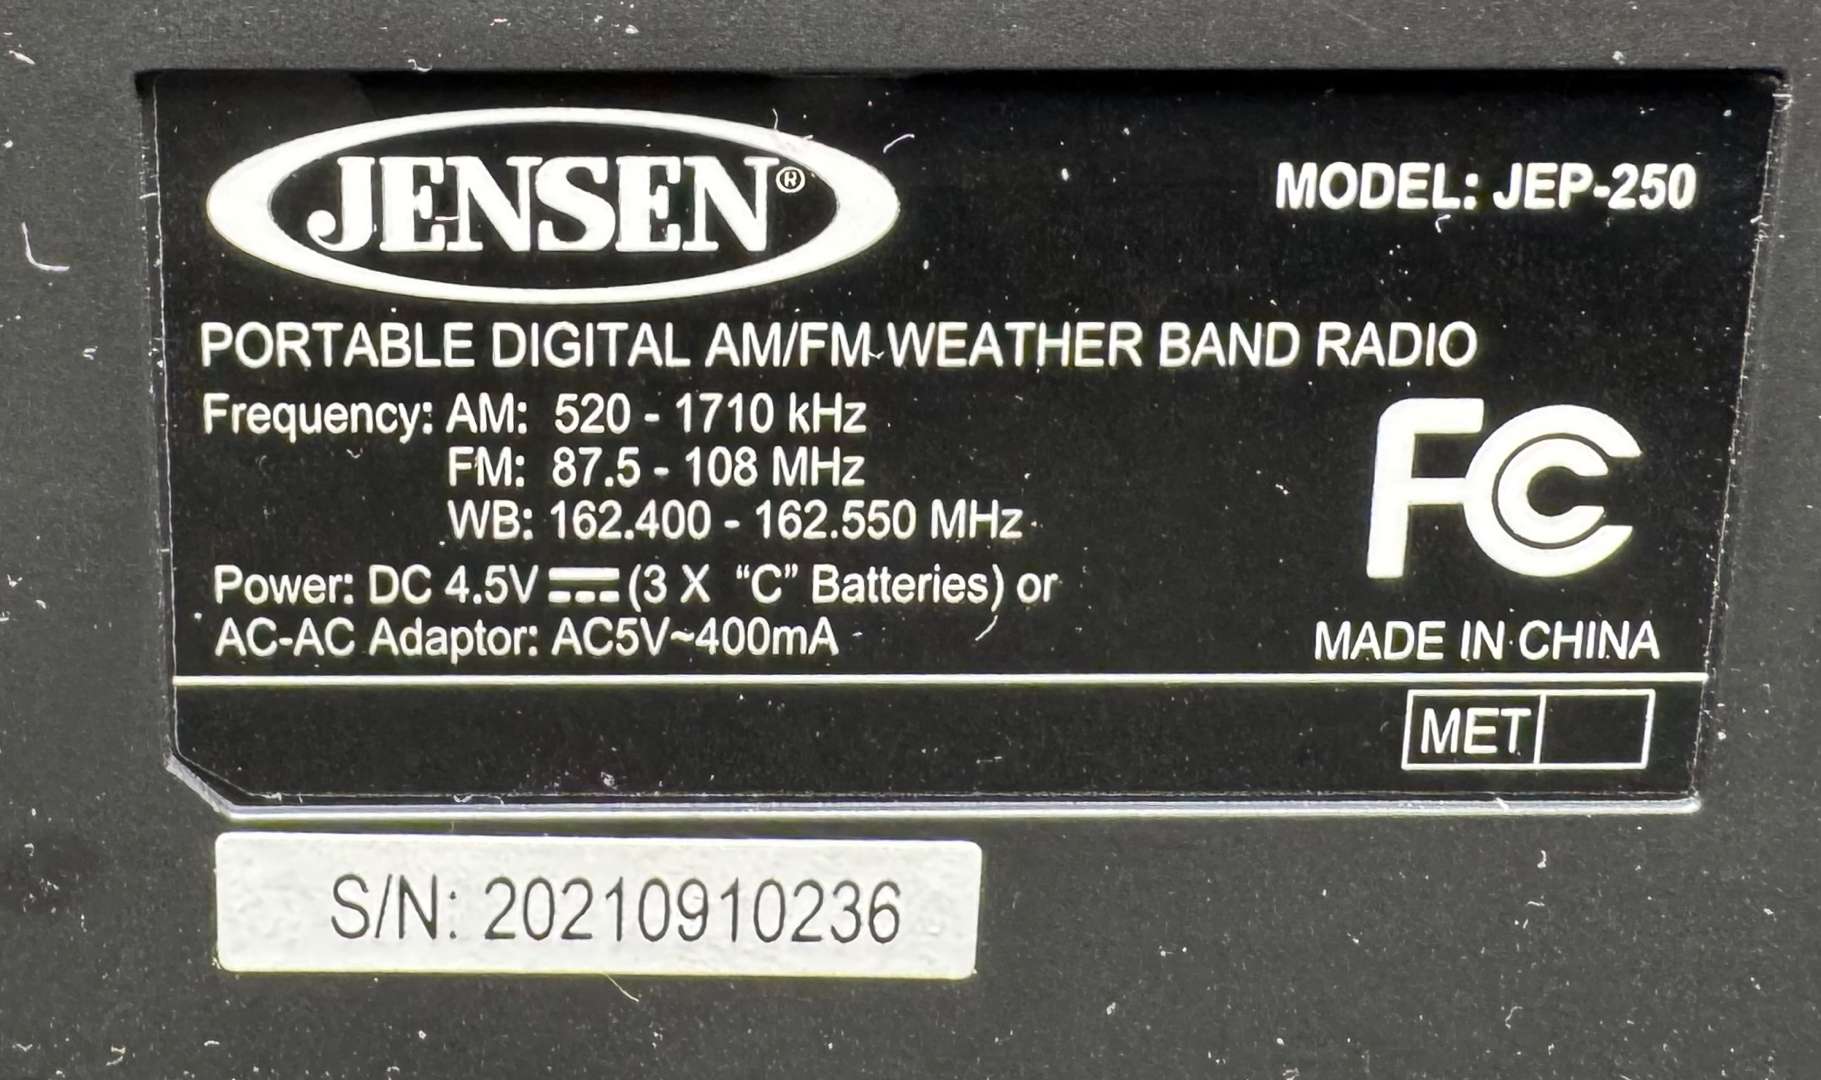 JENSEN®
MODEL: JEP-250
PORTABLE DIGITAL AM/FM WEATHER BAND RADIO
Frequency: AM: 520 - 1710 kHz
FM: 87.5 - 108 MHz
WB: 162.400 - 162.550 MHz
Power: DC 4.5V ⎓ (3 X “C” Batteries) or
AC-AC Adaptor: AC5V~400mA
FC
MADE IN CHINA
MET
S/N: 20210910236